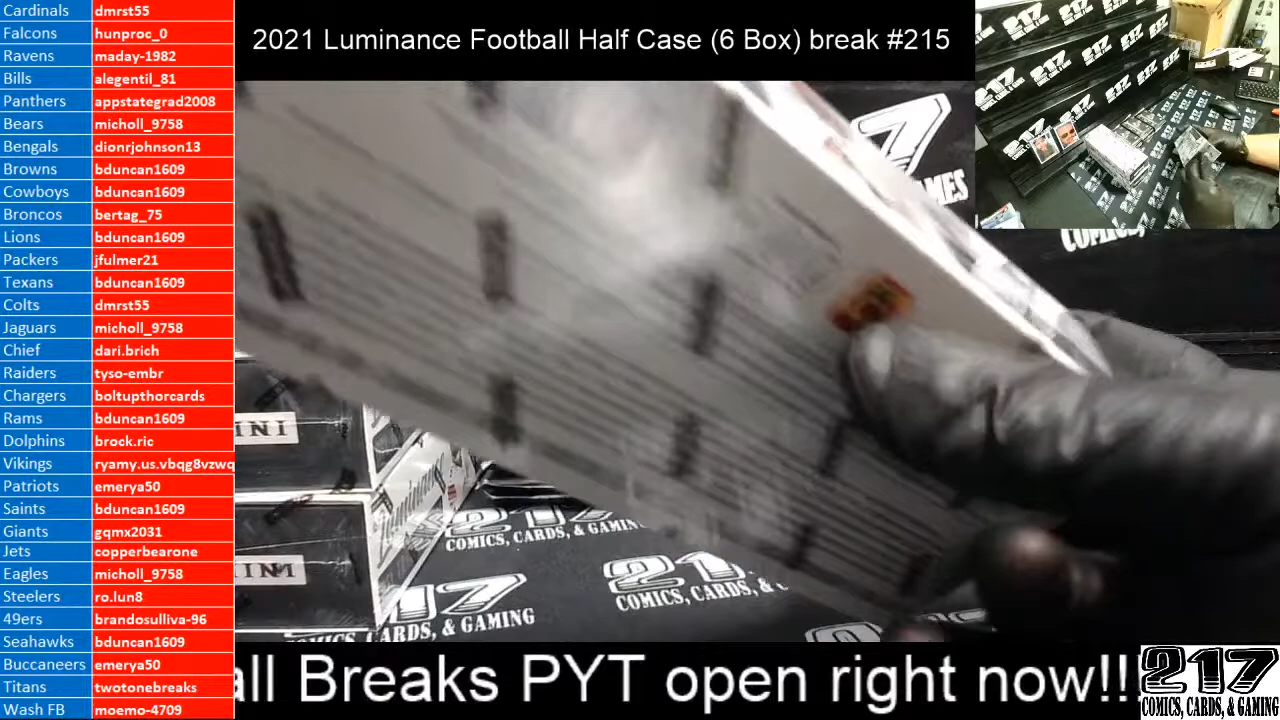 Cardinals dmrst55
Falcons hunproc_0
Ravens maday-1982
Bills alegentil_81
Panthers appstategrad2008
Bears micholl_9758
Bengals dionrjohnson13
Browns bduncan1609
Cowboys bduncan1609
Broncos bertag_75
Lions bduncan1609
Packers jfulmer21
Texans bduncan1609
Colts dmrst55
Jaguars micholl_9758
Chief dari.brich
Raiders tyso-embr
Chargers boltupthorcards
Rams bduncan1609
Dolphins brock.ric
Vikings ryamy.us.vbqg8vzwq
Patriots emerya50
Saints bduncan1609
Giants gqmx2031
Jets copperbearone
Eagles micholl_9758
Steelers ro.lun8
49ers brandosulliva-96
Seahawks bduncan1609
Buccaneers emerya50
Titans twotonebreaks
Wash FB moemo-4709
2021 Luminance Football Half Case (6 Box) break #215
217
COMICS, CARDS, & GAMING
217
COMICS, CARDS, &
COMICS, CARDS, & GAMING
all Breaks PYT open right now!!!
217
COMICS, CARDS, & GAMING